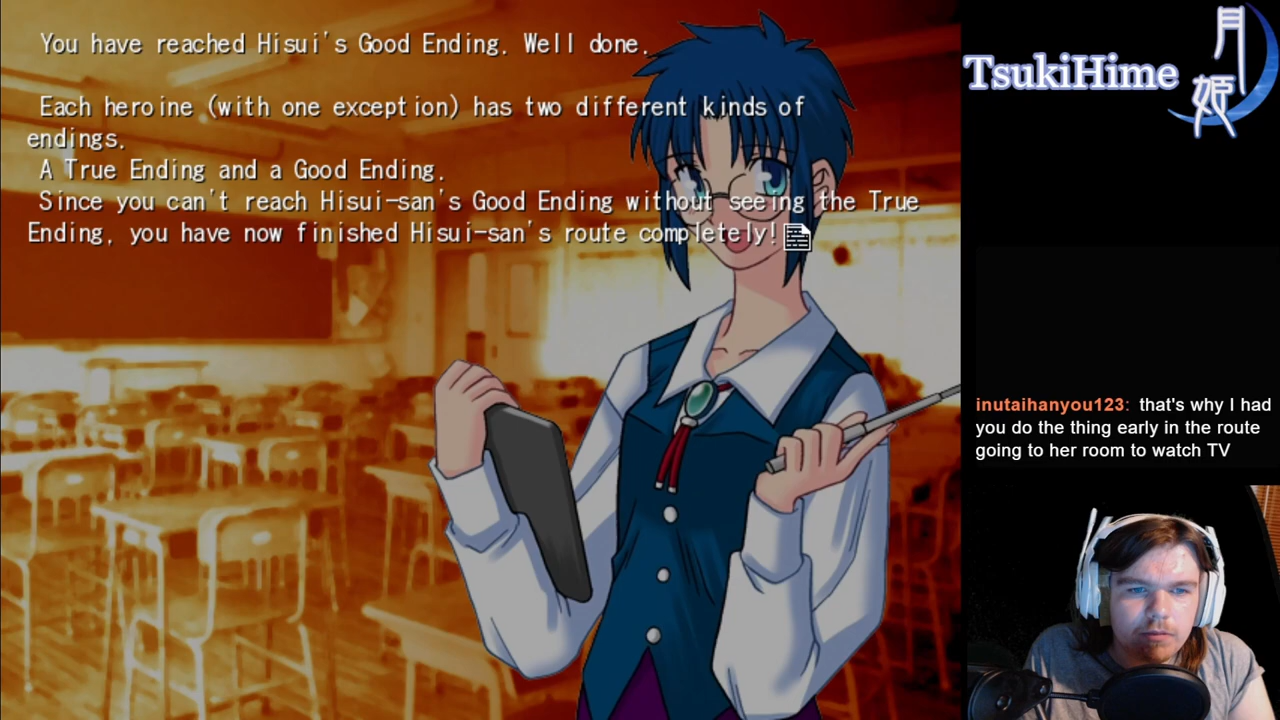 You have reached Hisui's Good Ending. Well done.
Each heroine (with one exception) has two different kinds of
endings.
A True Ending and a Good Ending.
Since you can't reach Hisui-san's Good Ending without seeing the True
Ending, you have now finished Hisui-san's route completely!
TsukiHime
月姫
inutaihanyou123: that's why I had
you do the thing early in the route
going to her room to watch TV